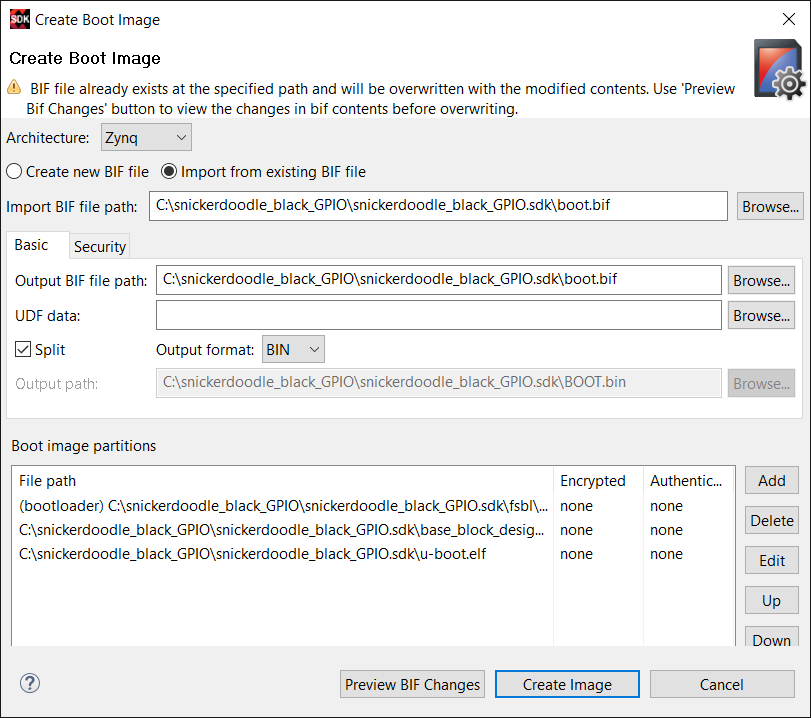 SDK Create Boot Image
Create Boot Image
BIF file already exists at the specified path and will be overwritten with the modified contents. Use 'Preview
Bif Changes' button to view the changes in bif contents before overwriting.
Architecture: Zynq
Create new BIF file Import from existing BIF file
Import BIF file path: C:\snickerdoodle_black_GPIO\snickerdoodle_black_GPIO.sdk\boot.bif Browse...
Basic Security
Output BIF file path: C:\snickerdoodle_black_GPIO\snickerdoodle_black_GPIO.sdk\boot.bif Browse...
UDF data: Browse...
Split Output format: BIN
Output path: C:\snickerdoodle_black_GPIO\snickerdoodle_black_GPIO.sdk\BOOT.bin Browse...
Boot image partitions
File path Encrypted Authentic... Add
(bootloader) C:\snickerdoodle_black_GPIO\snickerdoodle_black_GPIO.sdk\fsbl\... none none
C:\snickerdoodle_black_GPIO\snickerdoodle_black_GPIO.sdk\base_block_desig... none none Delete
C:\snickerdoodle_black_GPIO\snickerdoodle_black_GPIO.sdk\u-boot.elf none none Edit
Up
Down
? Preview BIF Changes Create Image Cancel